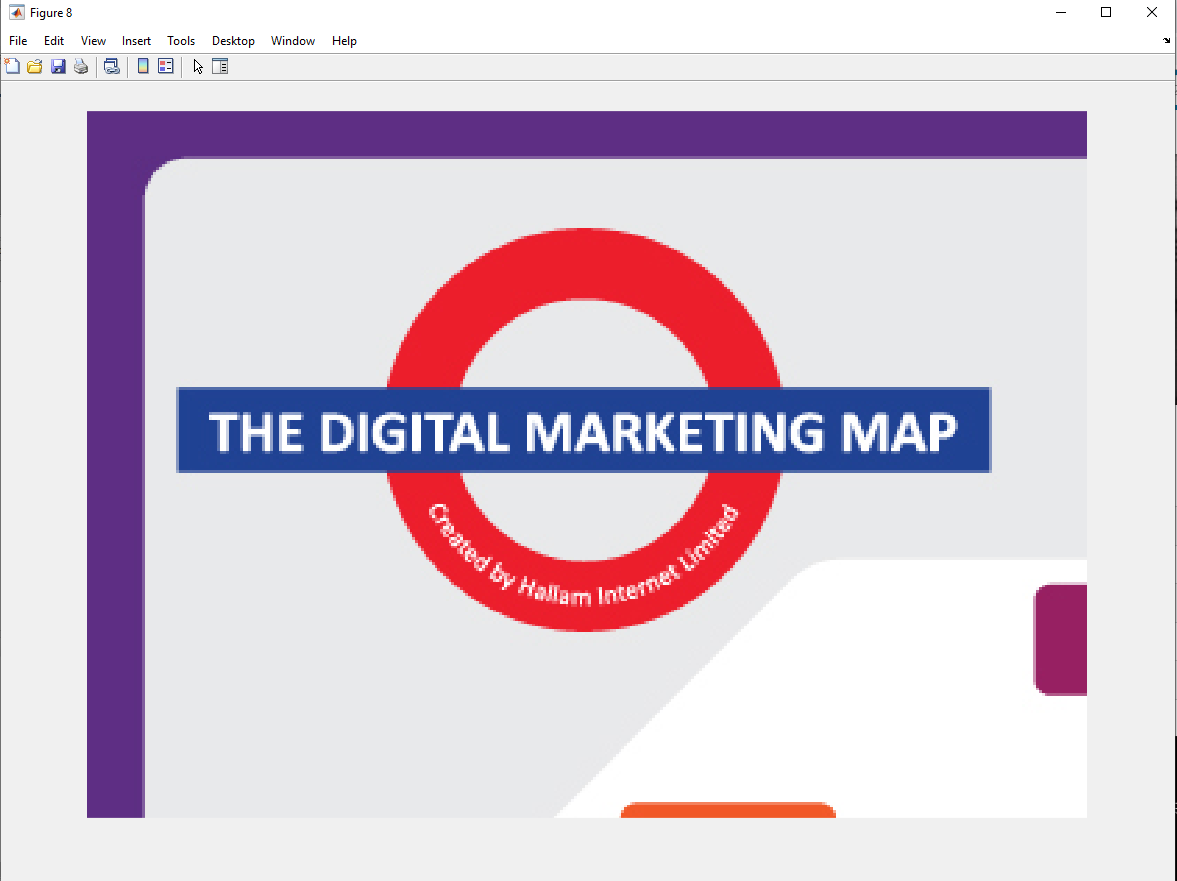 Figure 8
File Edit View Insert Tools Desktop Window Help
THE DIGITAL MARKETING MAP
Created by Hallam Internet Limited